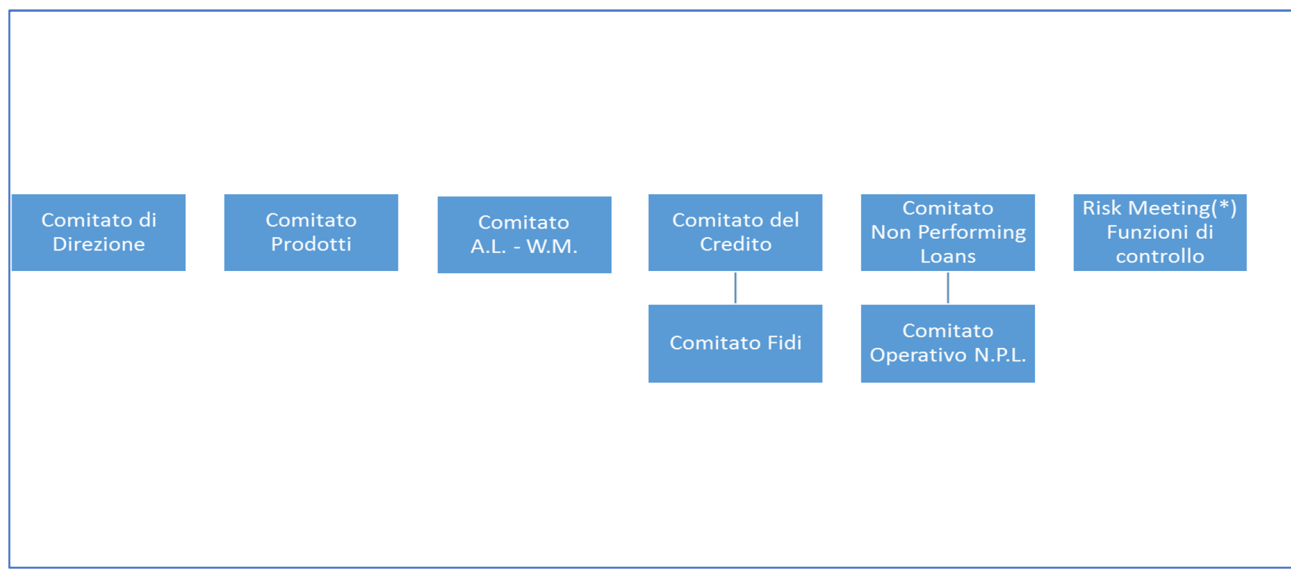 Comitato di
Direzione
Comitato
Prodotti
Comitato
A.L. - W.M.
Comitato del
Credito
Comitato
Non Performing
Loans
Risk Meeting(*)
Funzioni di
controllo
Comitato Fidi
Comitato
Operativo N.P.L.